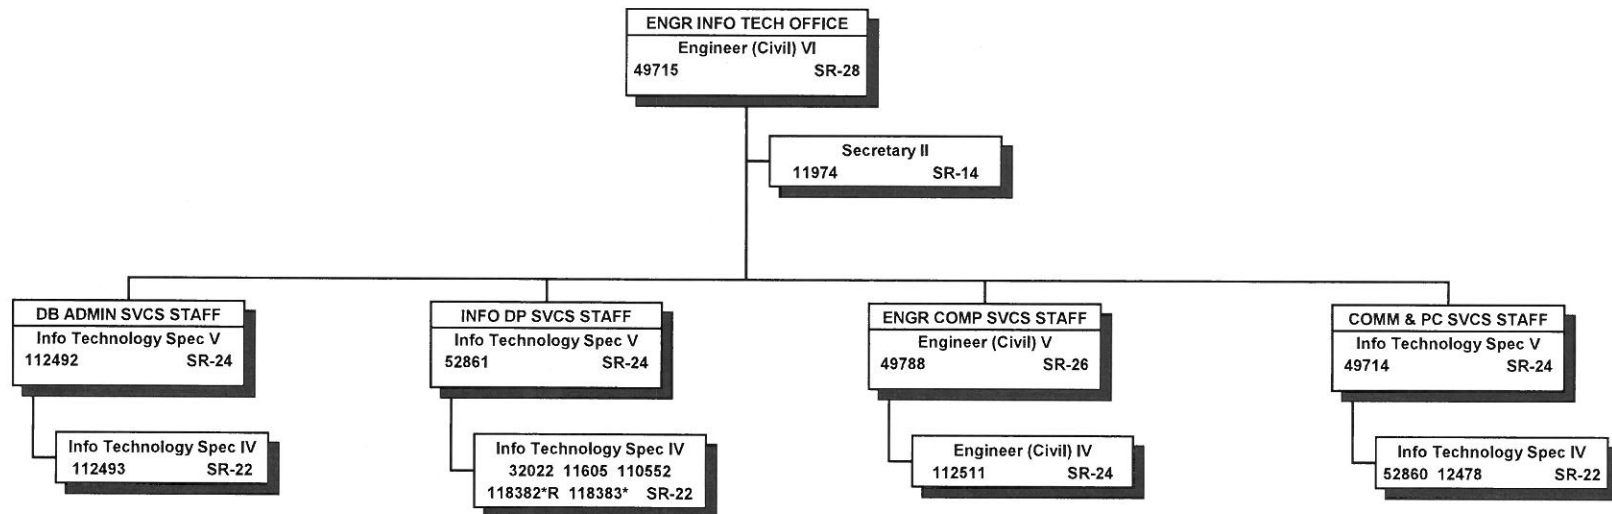 ENGR INFO TECH OFFICE
Engineer (Civil) VI
49715 SR-28
Secretary II
11974 SR-14
DB ADMIN SVCS STAFF
Info Technology Spec V
112492 SR-24
Info Technology Spec IV
112493 SR-22
INFO DP SVCS STAFF
Info Technology Spec V
52861 SR-24
Info Technology Spec IV
32022 11605 110552
118382*R 118383* SR-22
ENGR COMP SVCS STAFF
Engineer (Civil) V
49788 SR-26
Engineer (Civil) IV
112511 SR-24
COMM & PC SVCS STAFF
Info Technology Spec V
49714 SR-24
Info Technology Spec IV
52860 12478 SR-22